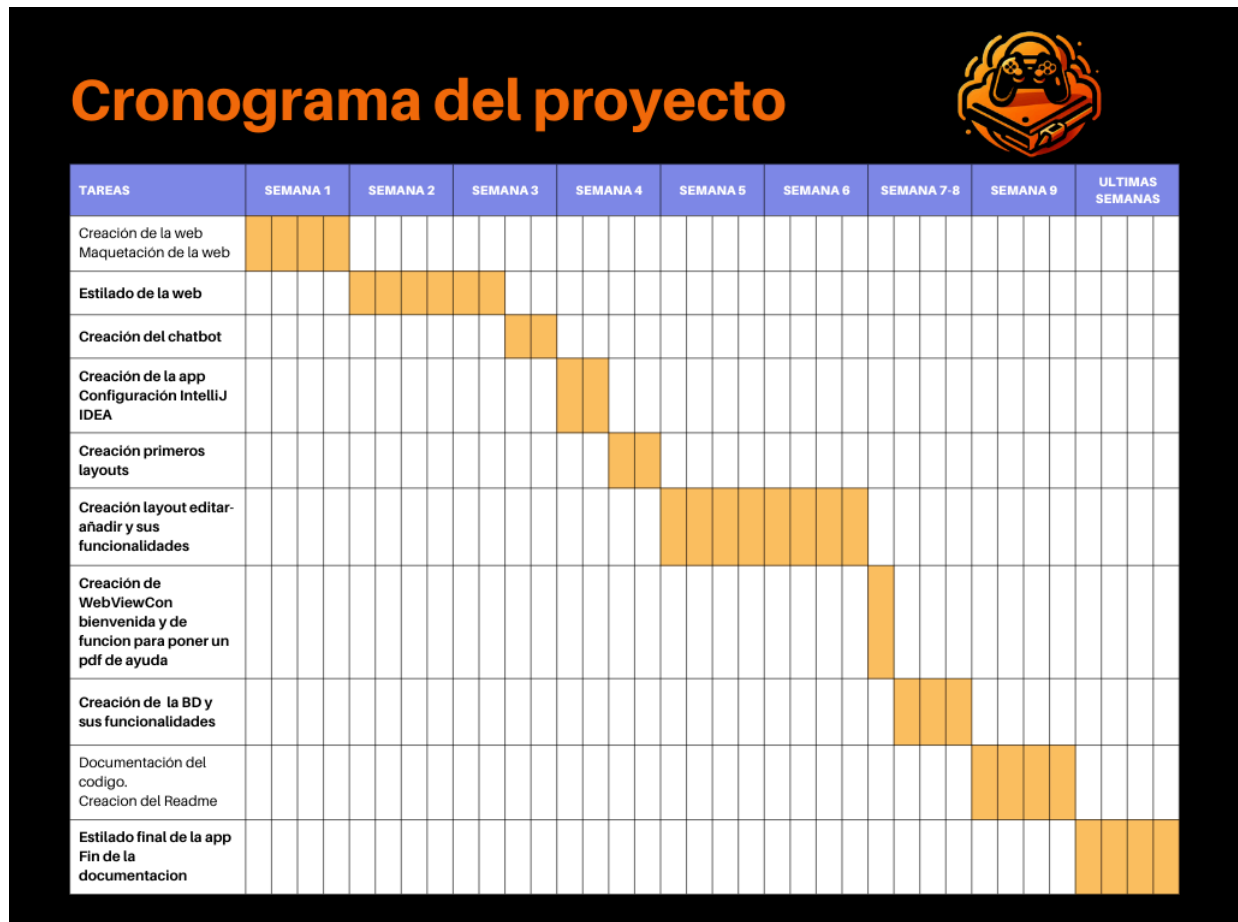 Cronograma del proyecto
TAREAS SEMANA 1 SEMANA 2 SEMANA 3 SEMANA 4 SEMANA 5 SEMANA 6 SEMANA 7-8 SEMANA 9 ULTIMAS
SEMANAS
Creación de la web
Maquetación de la web
Estilado de la web
Creación del chatbot
Creación de la app
Configuración IntelliJ
IDEA
Creación primeros
layouts
Creación layout editar-
añadir y sus
funcionalidades
Creación de
WebViewCon
bienvenida y de
funcion para poner un
pdf de ayuda
Creación de la BD y
sus funcionalidades
Documentación del
codigo.
Creacion del Readme
Estilado final de la app
Fin de la
documentacion